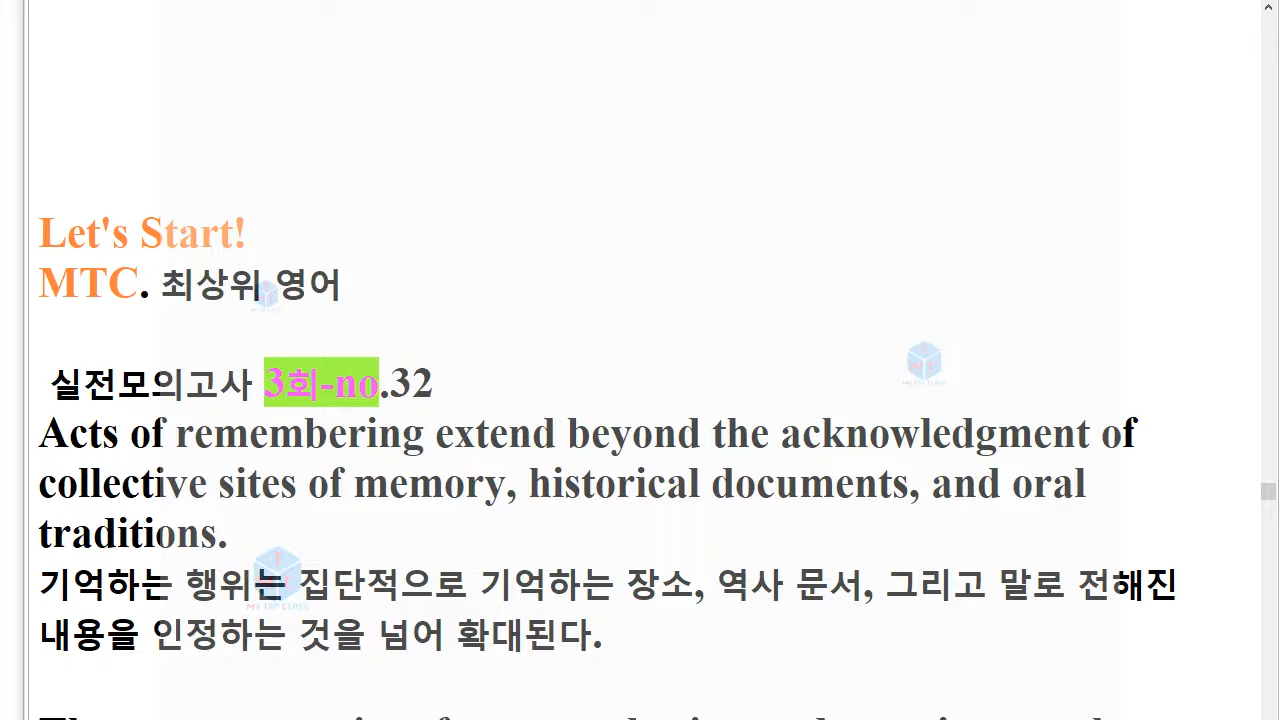 Let's Start!
MTC. 최상위 영어
실전모의고사 3회-no.32
Acts of remembering extend beyond the acknowledgment of
collective sites of memory, historical documents, and oral
traditions.
기억하는 행위는 집단적으로 기억하는 장소, 역사 문서, 그리고 말로 전해진
내용을 인정하는 것을 넘어 확대된다.
MY TOP CLASS